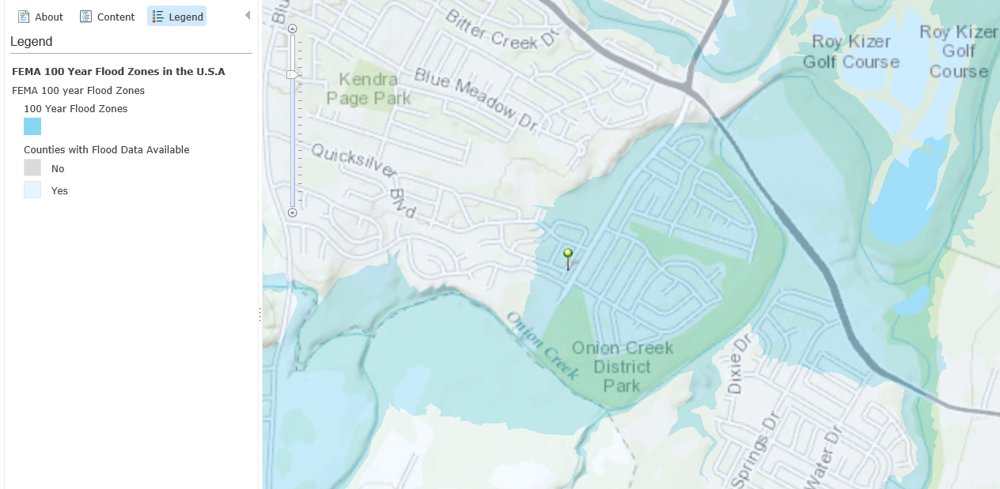 About
Content
Legend
Legend
FEMA 100 Year Flood Zones in the U.S.A
FEMA 100 year Flood Zones
100 Year Flood Zones
Counties with Flood Data Available
No
Yes
Bitter Creek Dr
Roy Kizer
Golf Course
Roy Kizer
Golf
Course
Kendra
Page Park
Blue Meadow Dr
Quicksilver
Blvd
Onion Creek
Onion Creek
District
Park
Dixie Dr
Springs Dr
Water Dr